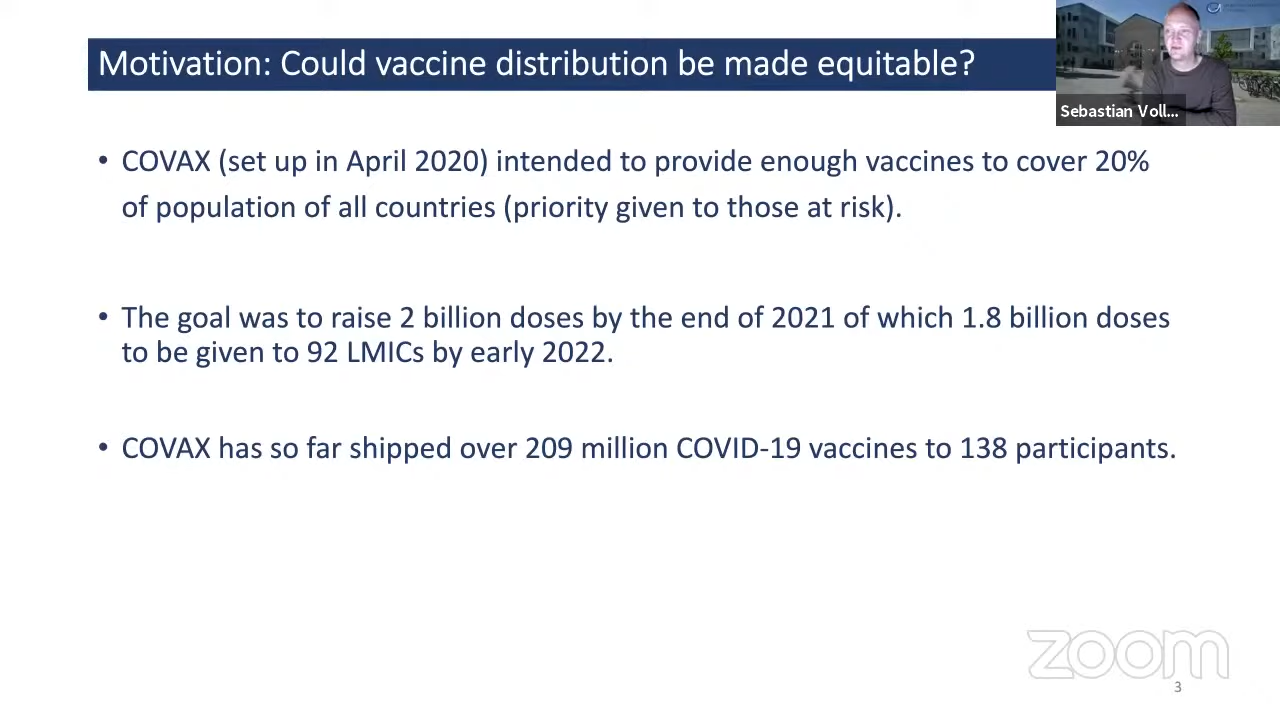 Motivation: Could vaccine distribution be made equitable?
Sebastian Voll...
• COVAX (set up in April 2020) intended to provide enough vaccines to cover 20%
of population of all countries (priority given to those at risk).
• The goal was to raise 2 billion doses by the end of 2021 of which 1.8 billion doses
to be given to 92 LMICs by early 2022.
• COVAX has so far shipped over 209 million COVID-19 vaccines to 138 participants.
zoom
3